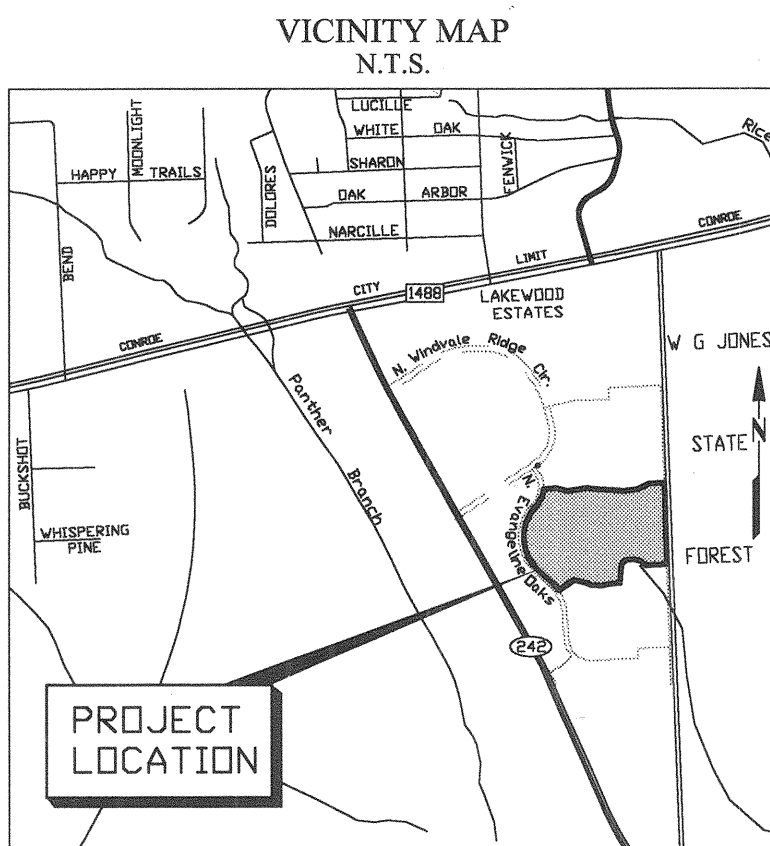 VICINITY MAP
N.T.S.
LUCILLE
WHITE OAK
MOONLIGHT
Rice
HAPPY TRAILS
SHARON
FENWICK
DOLORES
OAK ARBOR
NARCILLE
BEND
CONROE
LIMIT
CITY
1488
LAKEWOOD
ESTATES
CONROE
N. Windvale Ridge Cir.
W G JONES
Panther
Branch
N
STATE
BUCKSHOT
N. Evangeline Oaks
WHISPERING
PINE
FOREST
242
PROJECT
LOCATION